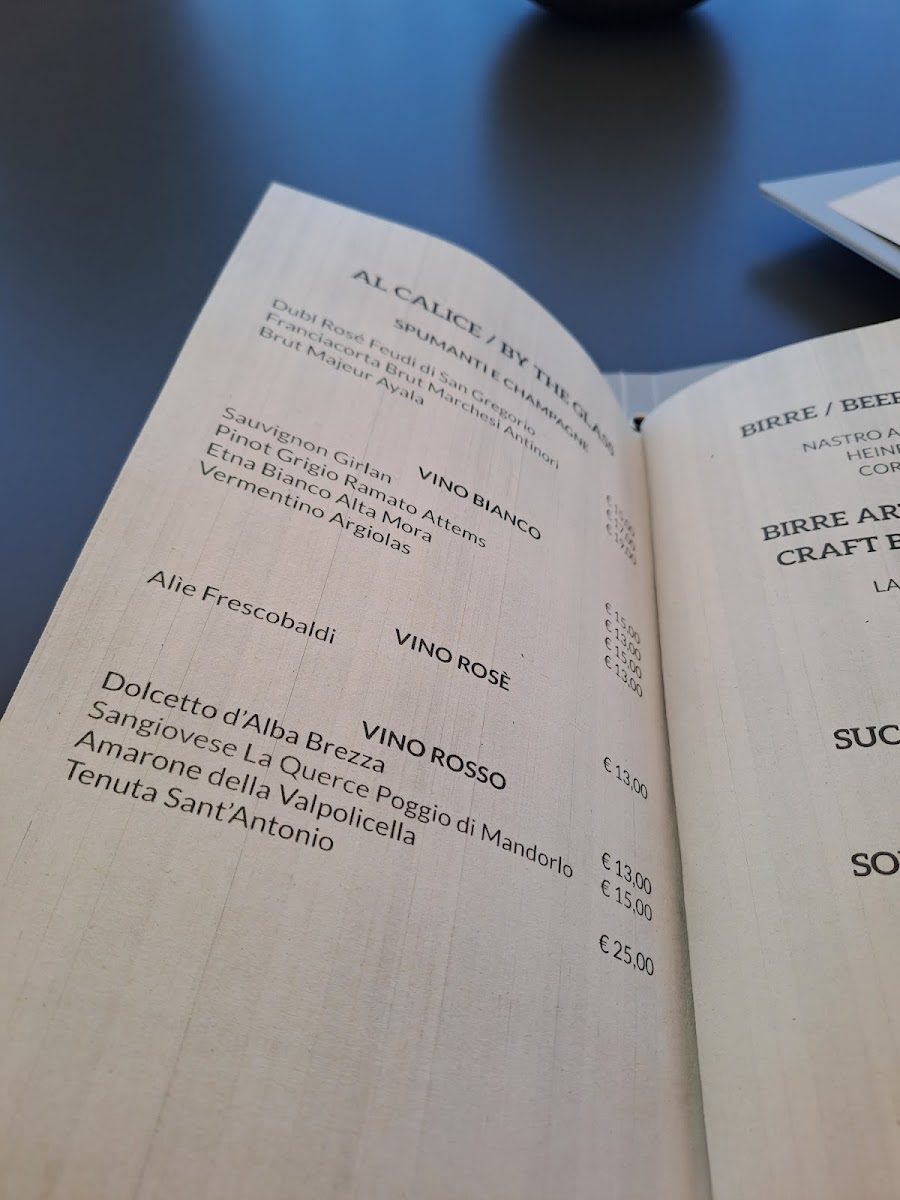 AL CALICE / BY THE GLASS
SPUMANTI E CHAMPAGNE
Dubl Rosé Feudi di San Gregorio
Franciacorta Brut Marchesi Antinori
Brut Majeur Ayala
VINO BIANCO
Sauvignon Girlan € 15,00
Pinot Grigio Ramato Attems € 13,00
Etna Bianco Alta Mora € 15,00
Vermentino Argiolas € 13,00
VINO ROSÈ
Alìe Frescobaldi € 13,00
VINO ROSSO
Dolcetto d'Alba Brezza € 13,00
Sangiovese La Querce Poggio di Mandorlo € 15,00
Amarone della Valpolicella
Tenuta Sant'Antonio € 25,00
BIRRE / BEER
NASTRO A
HEINE
COR
BIRRE ART
CRAFT B
LA
SUC
SO